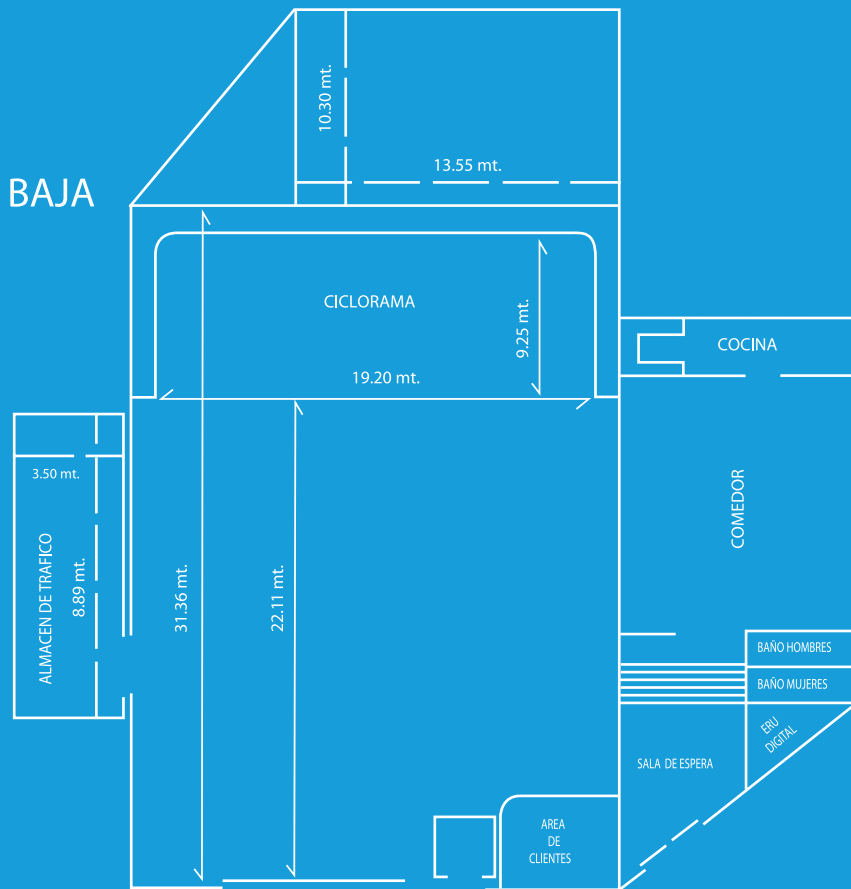 BAJA
10.30 mt.
13.55 mt.
CICLORAMA
9.25 mt.
19.20 mt.
COCINA
3.50 mt.
ALMACEN DE TRAFICO
8.89 mt.
31.36 mt.
22.11 mt.
COMEDOR
BAÑO HOMBRES
BAÑO MUJERES
ERU
DIGITAL
SALA DE ESPERA
AREA
DE
CLIENTES